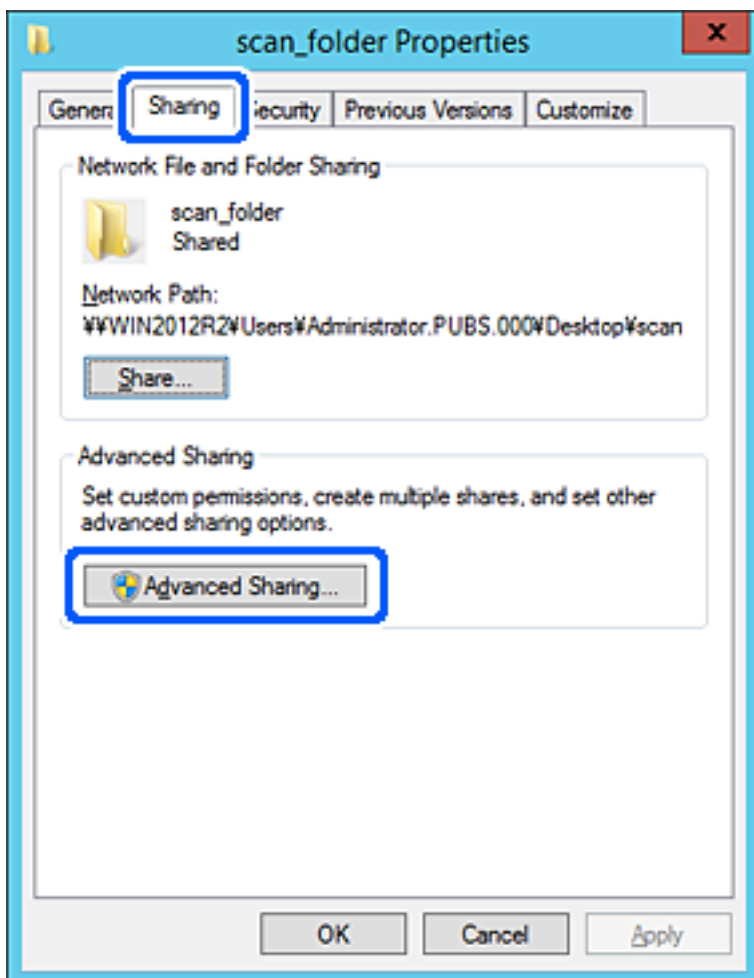 scan_folder Properties
x
Sharing
Previous Versions
Customize
Network File and Folder Sharing
scan_folder
Shared
Network Path:
¥¥WIN2012R2¥Users¥Administrator.PUBS.000¥Desktop¥scan
Share...
Advanced Sharing
Set custom permissions, create multiple shares, and set other
advanced sharing options.
Advanced Sharing...
OK
Cancel
Apply